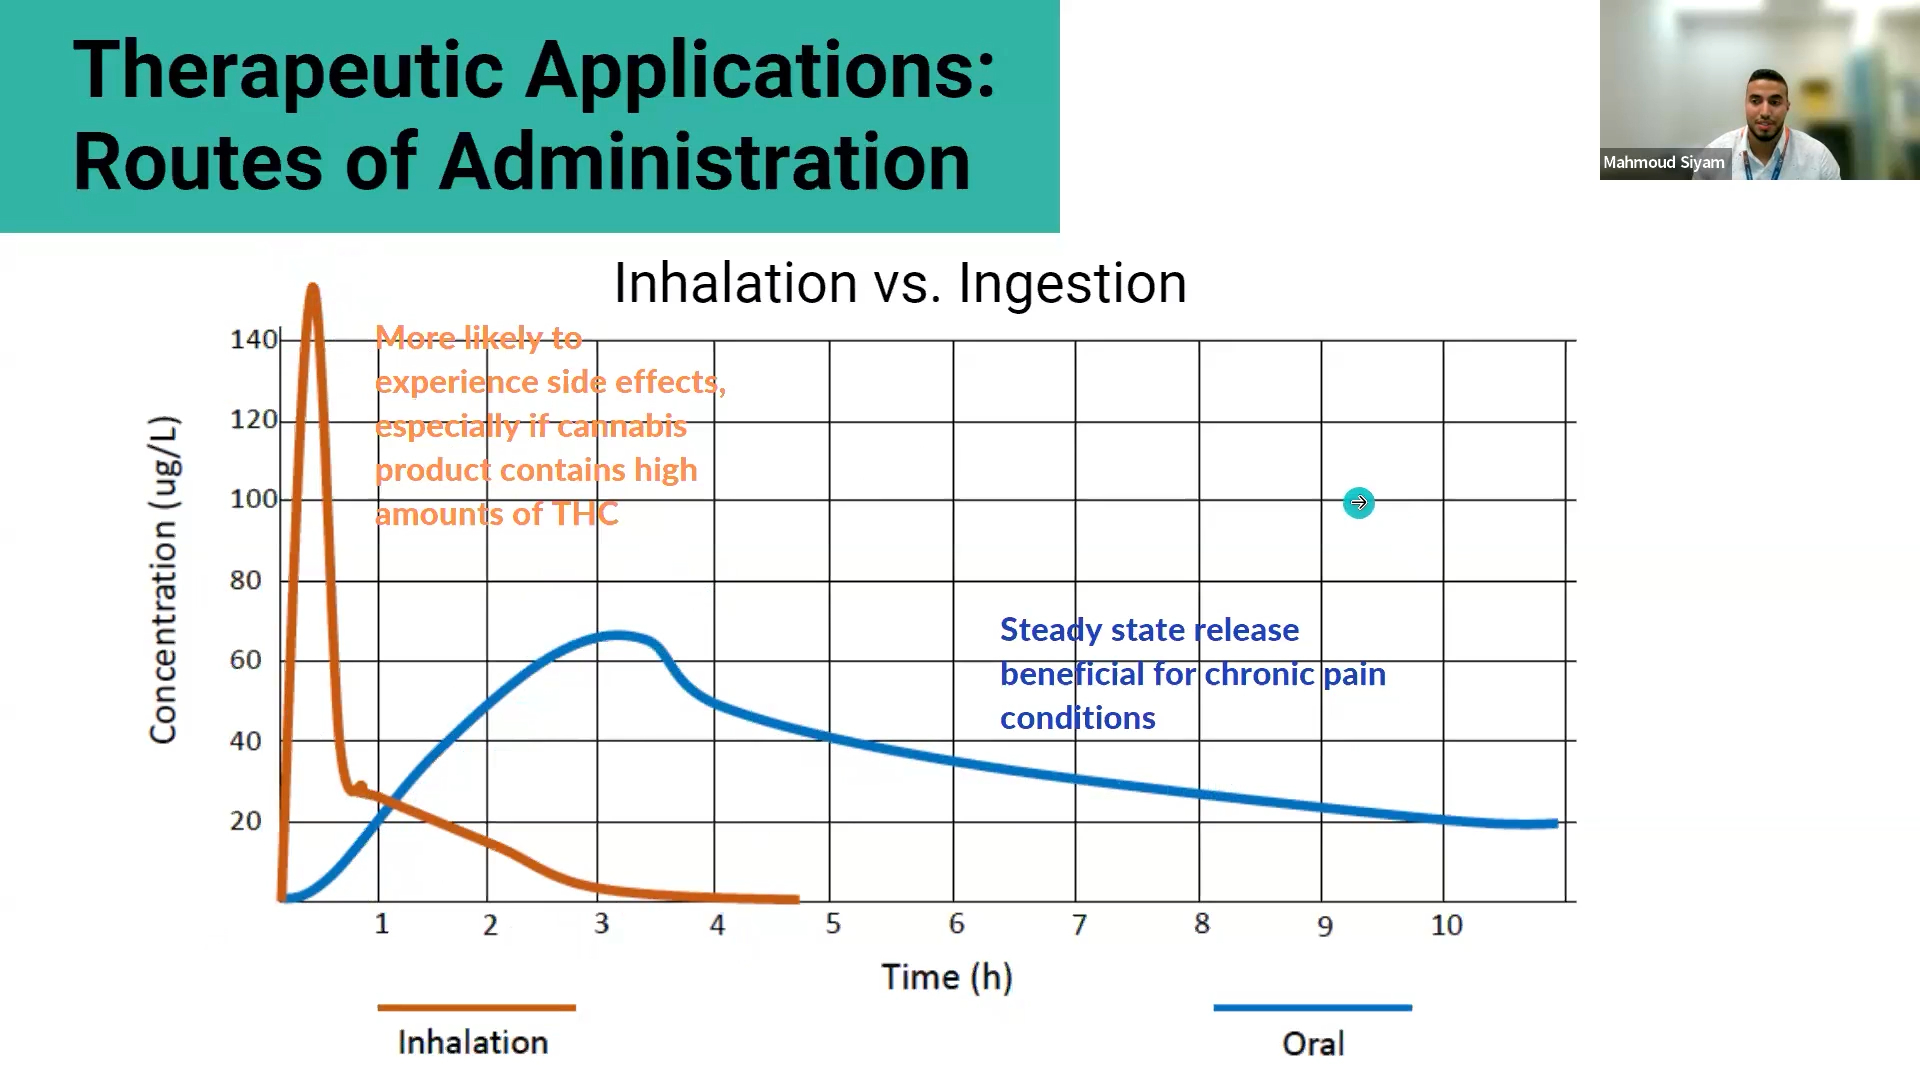 Therapeutic Applications:
Routes of Administration
Mahmoud Siyam
Inhalation vs. Ingestion
More likely to
experience side effects,
especially if cannabis
product contains high
amounts of THC
Steady state release
beneficial for chronic pain
conditions
Concentration (ug/L)
140
120
100
80
60
40
20
1 2 3 4 5 6 7 8 9 10
Time (h)
Inhalation
Oral